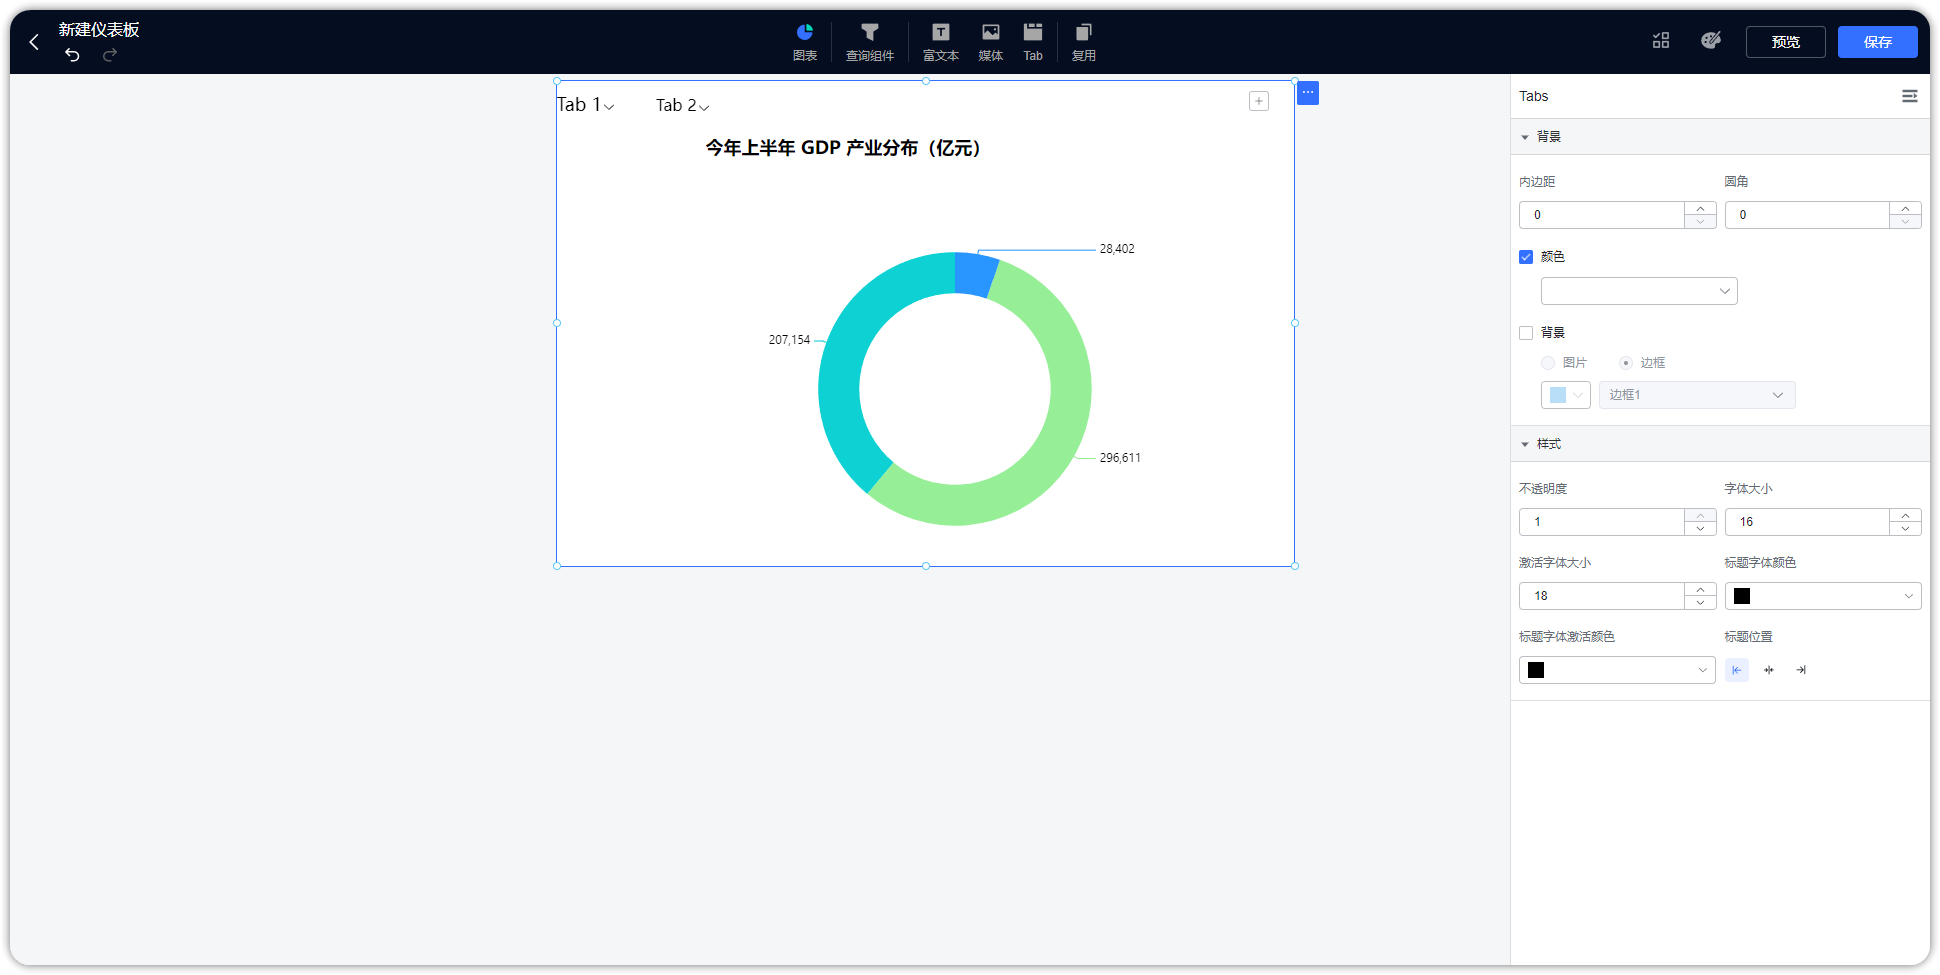 新建仪表板
图表
查询组件
富文本
媒体
Tab
复用
预览
保存
Tab 1
Tab 2
今年上半年 GDP 产业分布（亿元）
28,402
207,154
296,611
Tabs
背景
内边距
圆角
0
0
颜色
背景
图片
边框
边框1
样式
不透明度
字体大小
1
16
激活字体大小
标题字体颜色
18
标题字体激活颜色
标题位置